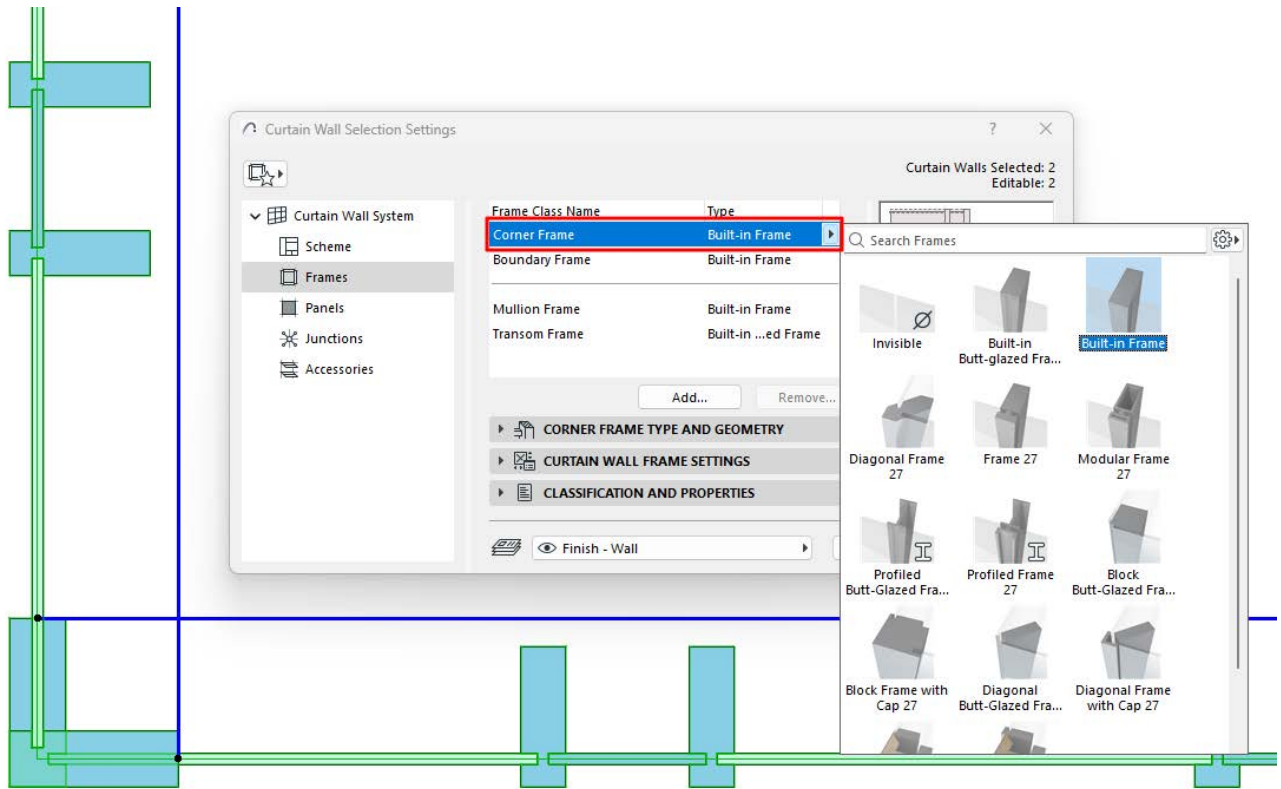 Curtain Wall Selection Settings
?
Curtain Walls Selected: 2
Editable: 2
Curtain Wall System
Scheme
Frames
Panels
Junctions
Accessories
Frame Class Name Type
Corner Frame Built-in Frame
Boundary Frame Built-in Frame
Mullion Frame Built-in Frame
Transom Frame Built-in ...ed Frame
Add... Remove...
CORNER FRAME TYPE AND GEOMETRY
CURTAIN WALL FRAME SETTINGS
CLASSIFICATION AND PROPERTIES
Finish - Wall
Search Frames
Invisible
Built-in
Butt-glazed Fra...
Built-in Frame
Diagonal Frame
27
Frame 27
Modular Frame
27
Profiled
Butt-Glazed Fra...
Profiled Frame
27
Block
Butt-Glazed Fra...
Block Frame with
Cap 27
Diagonal
Butt-Glazed Fra...
Diagonal Frame
with Cap 27